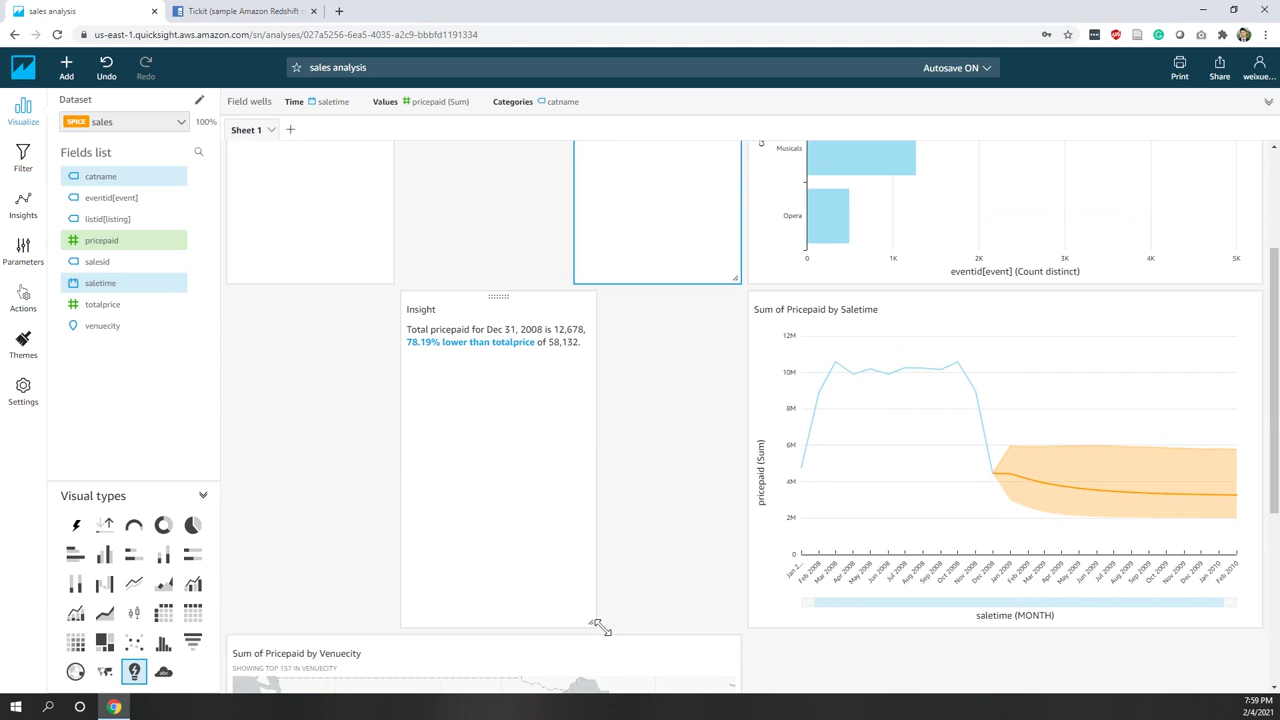 sales analysis
Tickit (sample Amazon Redshift d
us-east-1.quicksight.aws.amazon.com/sn/analyses/027a5256-6ea5-4035-a2c9-bbbfd1191334
Add
Undo
Redo
sales analysis
Autosave ON
Print
Share
weixue...
Visualize
Filter
Insights
Parameters
Actions
Themes
Settings
Dataset
SPICE sales
100%
Fields list
catname
eventid[event]
listid[listing]
pricepaid
salesid
saletime
totalprice
venuecity
Visual types
Field wells Time saletime Values pricepaid (Sum) Categories catname
Sheet 1
Musicals
Opera
0 1K 2K 3K 4K 5K
eventid[event] (Count distinct)
Insight
Total pricepaid for Dec 31, 2008 is 12,678,
78.19% lower than totalprice of 58,132.
Sum of Pricepaid by Saletime
12M
10M
8M
6M
4M
2M
0
pricepaid (Sum)
Jan 2... Feb 2008 Mar 2008 Apr 2008 May 2008 Jun 2008 Jul 2008 Aug 2008 Sep 2008 Oct 2008 Nov 2008 Dec 2008 Jan 2009 Feb 2009 Mar 2009 Apr 2009 May 2009 Jun 2009 Jul 2009 Aug 2009 Sep 2009 Oct 2009 Nov 2009 Dec 2009 Jan 2010 Feb 2010
saletime (MONTH)
Sum of Pricepaid by Venuecity
SHOWING TOP 157 IN VENUECITY
7:59 PM
2/4/2021